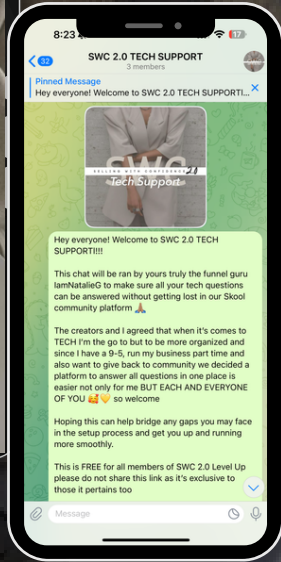 8:23
17
32
SWC 2.0 TECH SUPPORT
3 members
Pinned Message
Hey everyone! Welcome to SWC 2.0 TECH SUPPORTI...
SWC
SELLING WITH CONFIDENCE 2.0
Tech Support
Hey everyone! Welcome to SWC 2.0 TECH
SUPPORTI!!!
This chat will be ran by yours truly the funnel guru
IamNatalieG to make sure all your tech questions
can be answered without getting lost in our Skool
community platform 🙏🏽
The creators and I agreed that when it's comes to
TECH I'm the go to but to be more organized and
since I have a 9-5, run my business part time and
also want to give back to community we decided a
platform to answer all questions in one place is
easier not only for me BUT EACH AND EVERYONE
OF YOU 🥰💛 so welcome
Hoping this can help bridge any gaps you may face
in the setup process and get you up and running
more smoothly.
This is FREE for all members of SWC 2.0 Level Up
please do not share this link as it's exclusive to
those it pertains too
Message